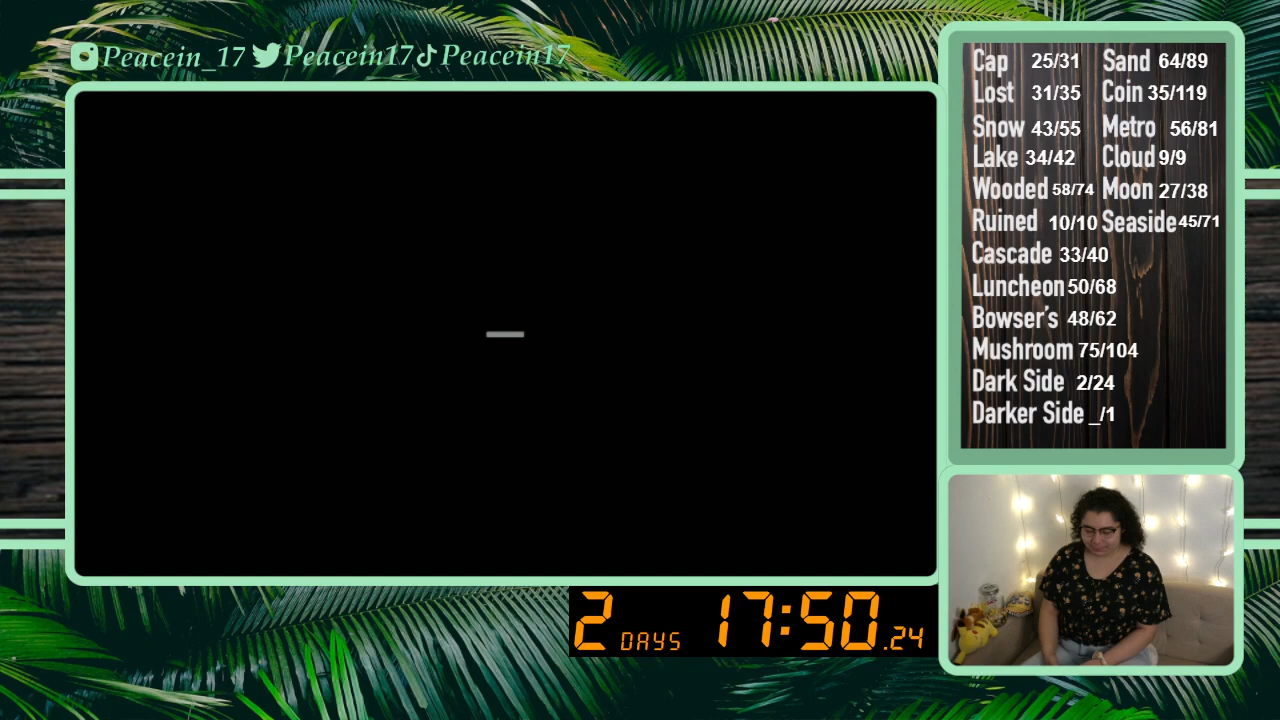 Peacein_17 Peacein17 Peacein17
Cap 25/31 Sand 64/89
Lost 31/35 Coin 35/119
Snow 43/55 Metro 56/81
Lake 34/42 Cloud 9/9
Wooded 58/74 Moon 27/38
Ruined 10/10 Seaside 45/71
Cascade 33/40
Luncheon 50/68
Bowser's 48/62
Mushroom 75/104
Dark Side 2/24
Darker Side _/1
2 DAYS 17:50.24